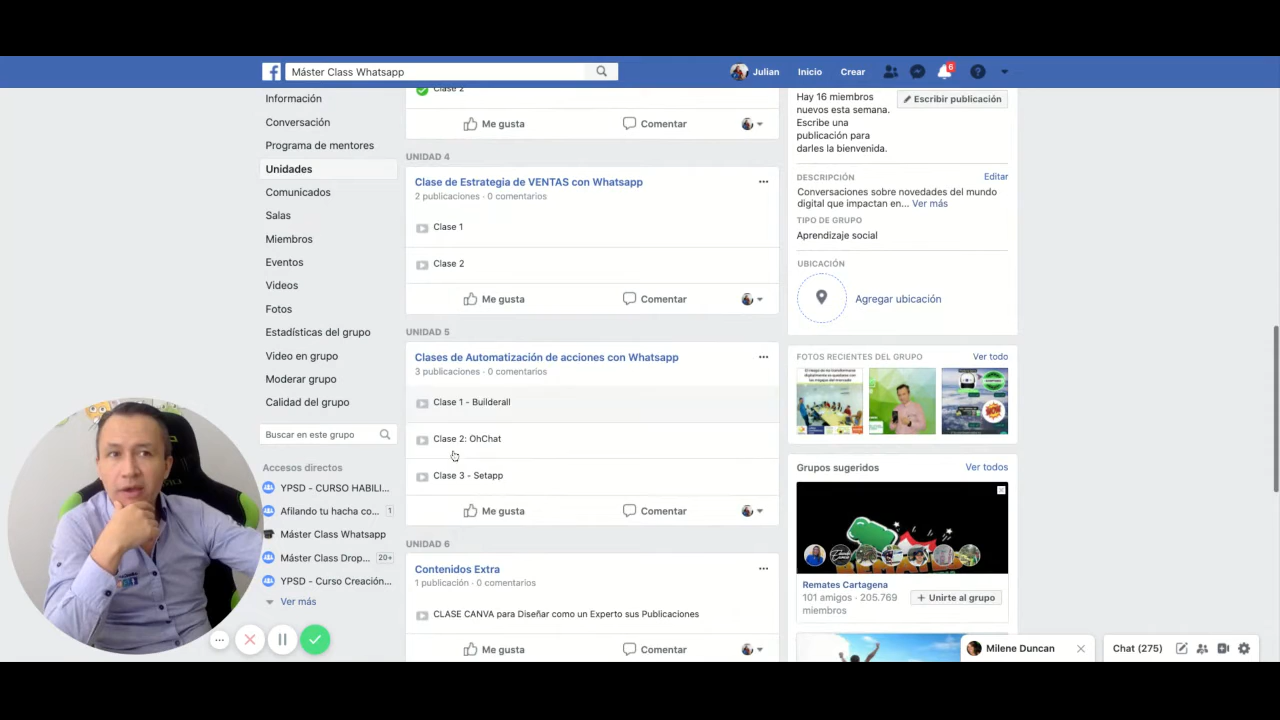 Máster Class Whatsapp
Julian
Inicio
Crear
6
Información
Conversación
Programa de mentores
Unidades
Comunicados
Salas
Miembros
Eventos
Videos
Fotos
Estadísticas del grupo
Video en grupo
Moderar grupo
Calidad del grupo
Buscar en este grupo
Accesos directos
YPSD - CURSO HABILI...
Afilando tu hacha co... 1
Máster Class Whatsapp
Máster Class Drop... 20+
YPSD - Curso Creación...
Ver más
Clase 2
Me gusta
Comentar
UNIDAD 4
Clase de Estrategia de VENTAS con Whatsapp
2 publicaciones · 0 comentarios
Clase 1
Clase 2
Me gusta
Comentar
UNIDAD 5
Clases de Automatización de acciones con Whatsapp
3 publicaciones · 0 comentarios
Clase 1 - Builderall
Clase 2: OhChat
Clase 3 - Setapp
Me gusta
Comentar
UNIDAD 6
Contenidos Extra
1 publicación · 0 comentarios
CLASE CANVA para Diseñar como un Experto sus Publicaciones
Me gusta
Comentar
Hay 16 miembros
nuevos esta semana.
Escribe una
publicación para
darles la bienvenida.
Escribir publicación
DESCRIPCIÓN
Editar
Conversaciones sobre novedades del mundo
digital que impactan en... Ver más
TIPO DE GRUPO
Aprendizaje social
UBICACIÓN
Agregar ubicación
FOTOS RECIENTES DEL GRUPO
Ver todo
Grupos sugeridos
Ver todos
Remates Cartagena
101 amigos · 205.769
miembros
Unirte al grupo
Milene Duncan
Chat (275)